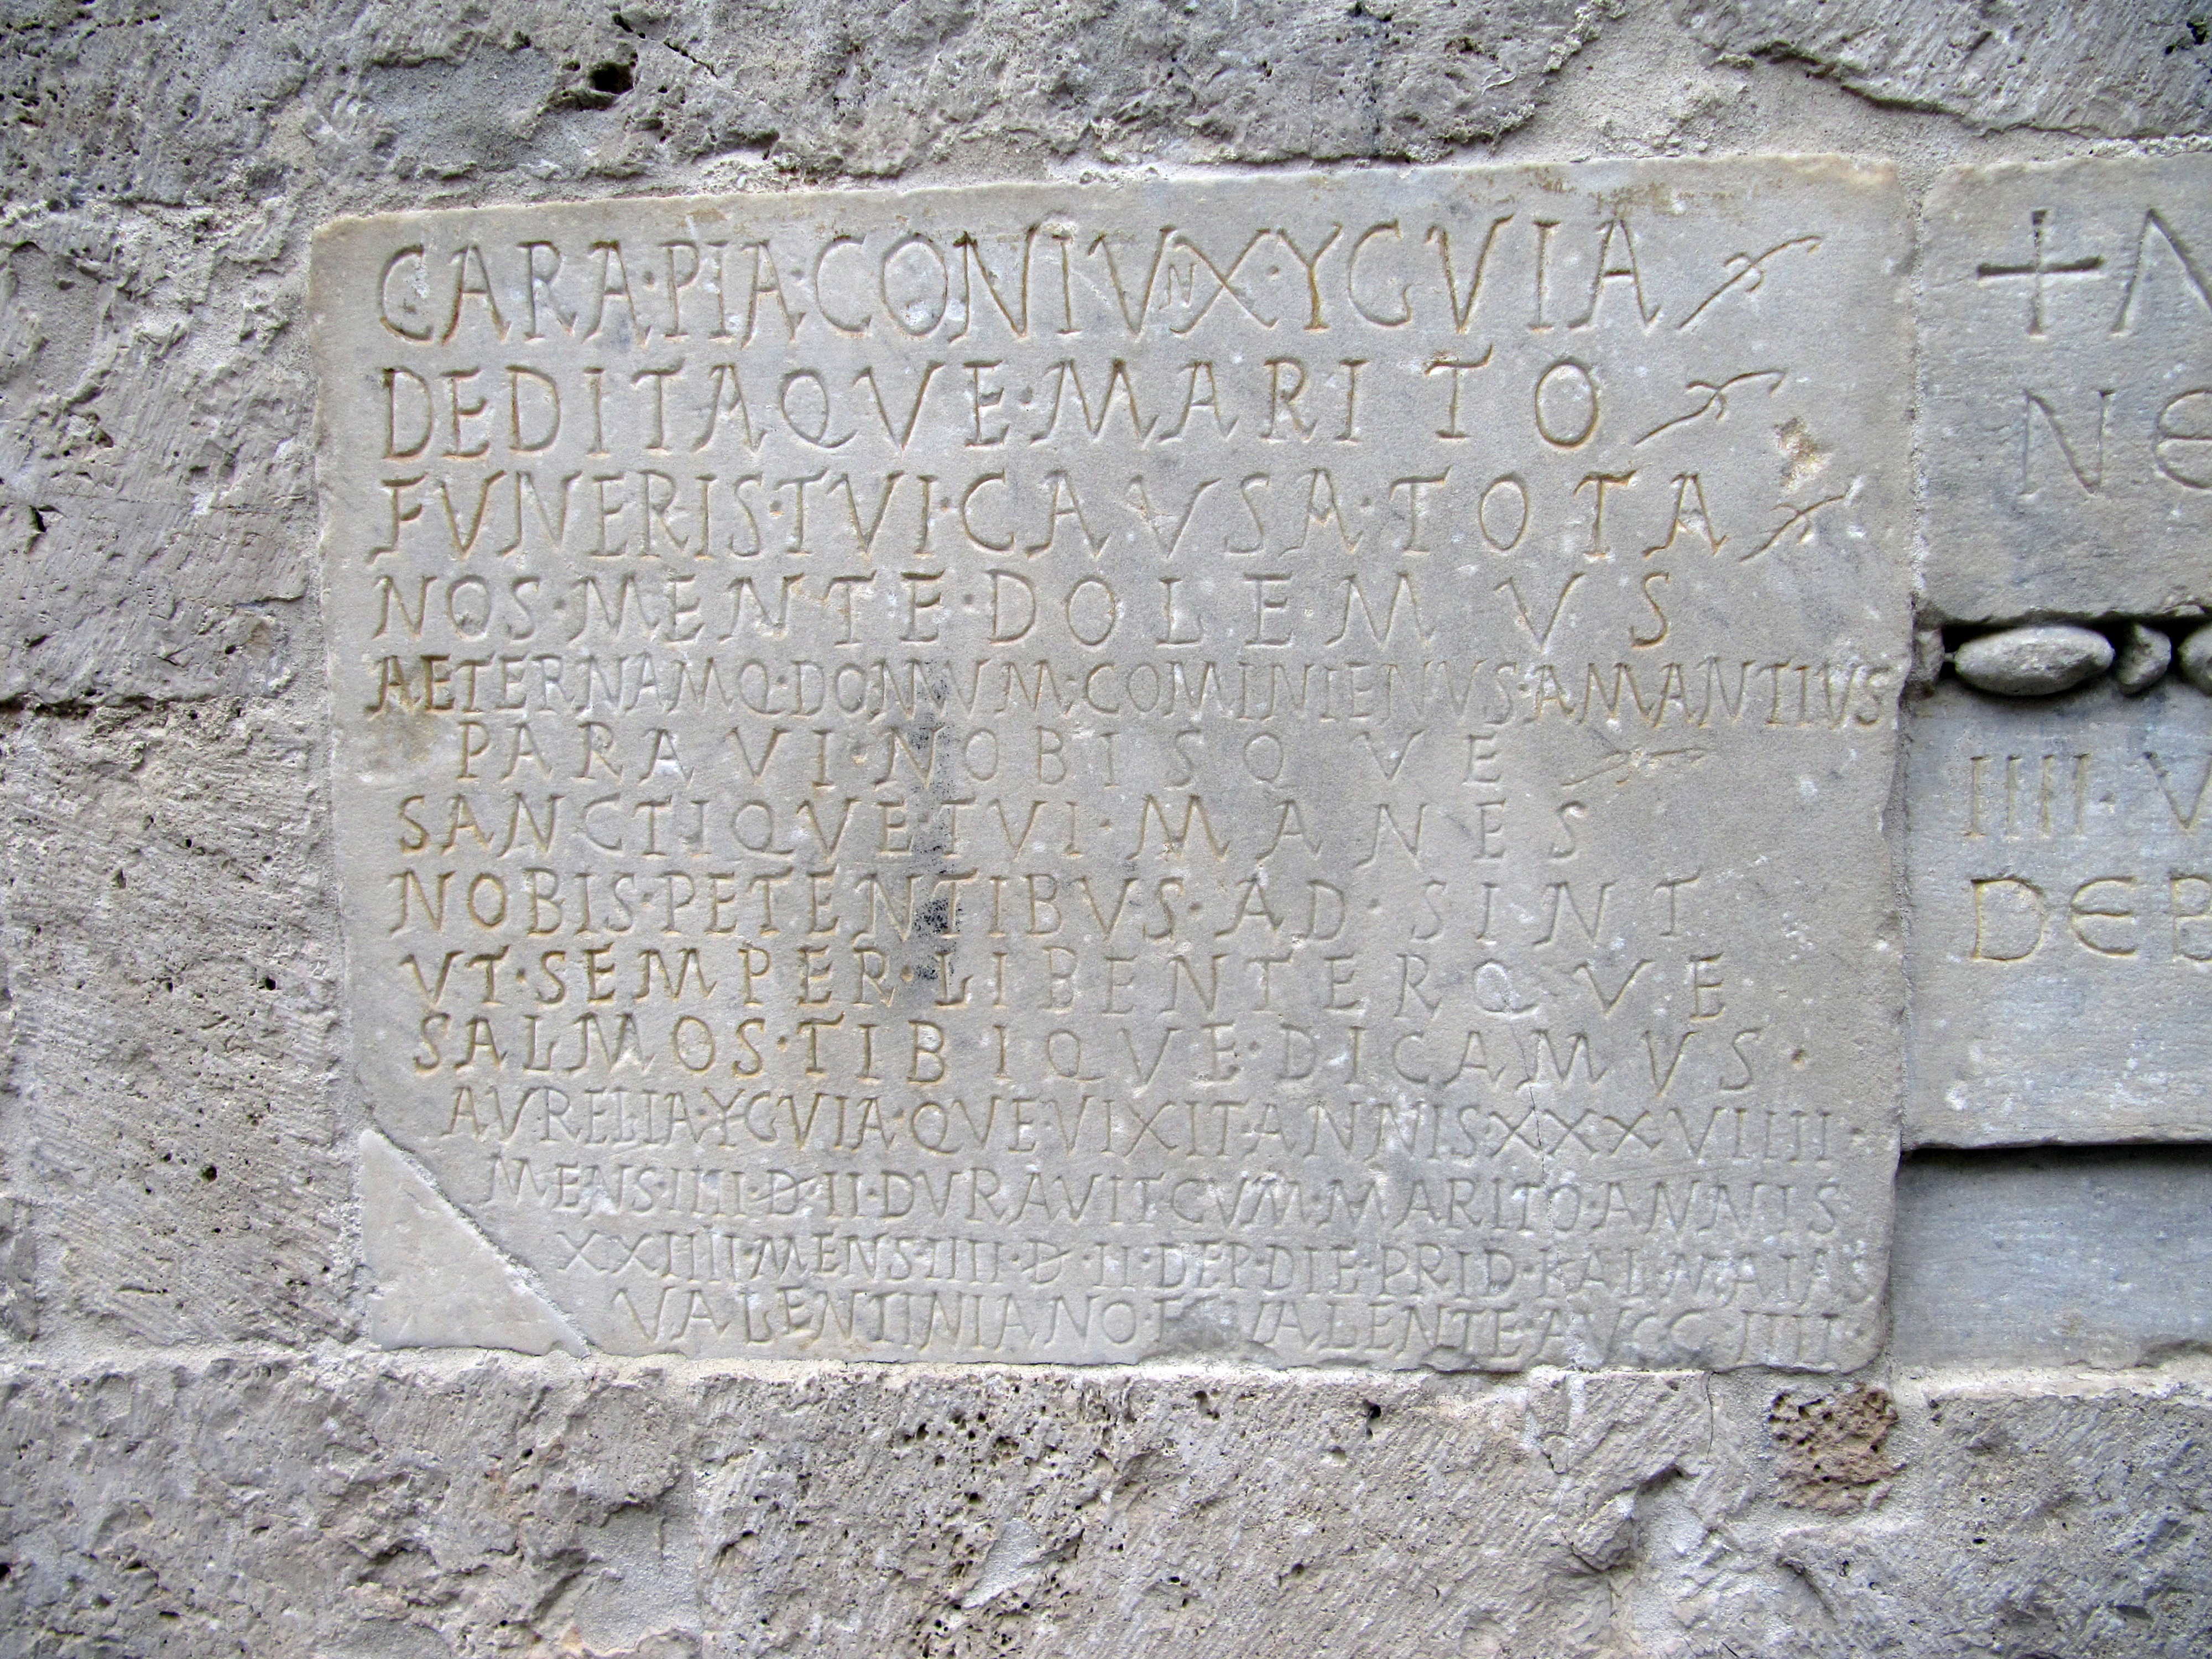 CARA·PIA·CONIVNX·YGVIA
DEDITAQVE·MARITO
FVNERIS·TVI·CAVSA·TOTA
NOS·MENTE·DOLEMVS
AETERNAMQ·DOMVM·COMINIENVS·AMANTIVS
PARAVI·NOBISQVE
SANCTIQVE·TVI·MANES
NOBIS·PETENTIBVS·ADSINT
VT·SEMPER·LIBENTERQVE
SALMOS·TIBIQVE·DICAMVS·
AVRELIA·YGVIA·QVE·VIXIT·ANNIS·XXXVIIII
MENS·IIII·D·II·DVRAVIT·CVM·MARITO·ANNIS
XXIIII·MENS·IIII·D·II·DEP·DIE·PRID·KAL·MAIAS
VALENTINIANO·ET VALENTE·AVGG·IIII
+
NE
IIII·V
DEB